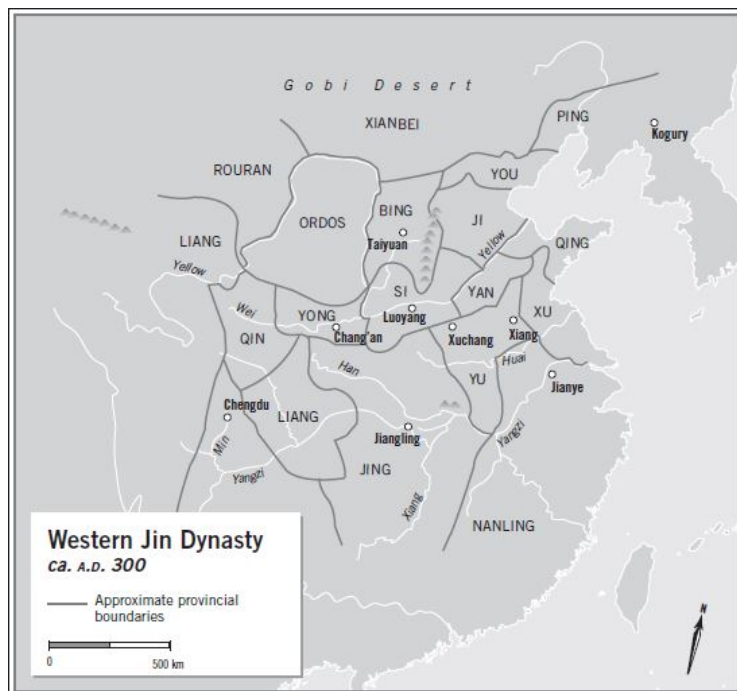 Gobi Desert
XIANBEI
PING
Kogury
ROURAN
YOU
BING
JI
ORDOS
Taiyuan
LIANG
Yellow
QING
Yellow
SI
YAN
Wei
YONG
Luoyang
XU
Chang'an
Xuchang
Xiang
QIN
Huai
Han
YU
Jianye
Chengdu
LIANG
Jiangling
Yangzi
Min
JING
Yangzi
Xiang
NANLING
Western Jin Dynasty
ca. A.D. 300
Approximate provincial
boundaries
0 500 km
N